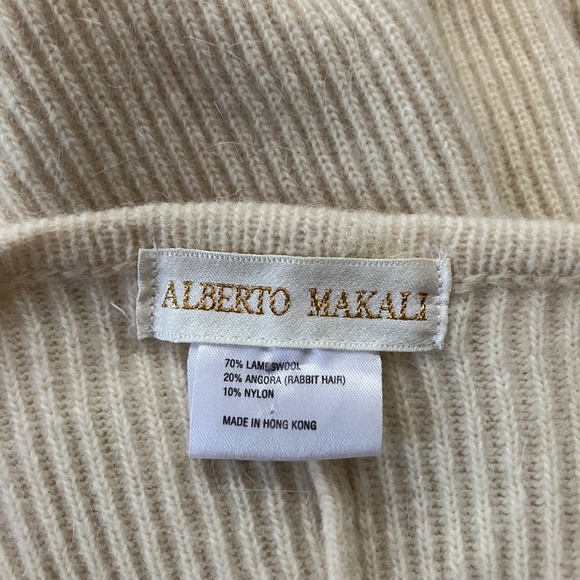 ALBERTO MAKALI
70% LAMBSWOOL
20% ANGORA (RABBIT HAIR)
10% NYLON
MADE IN HONG KONG